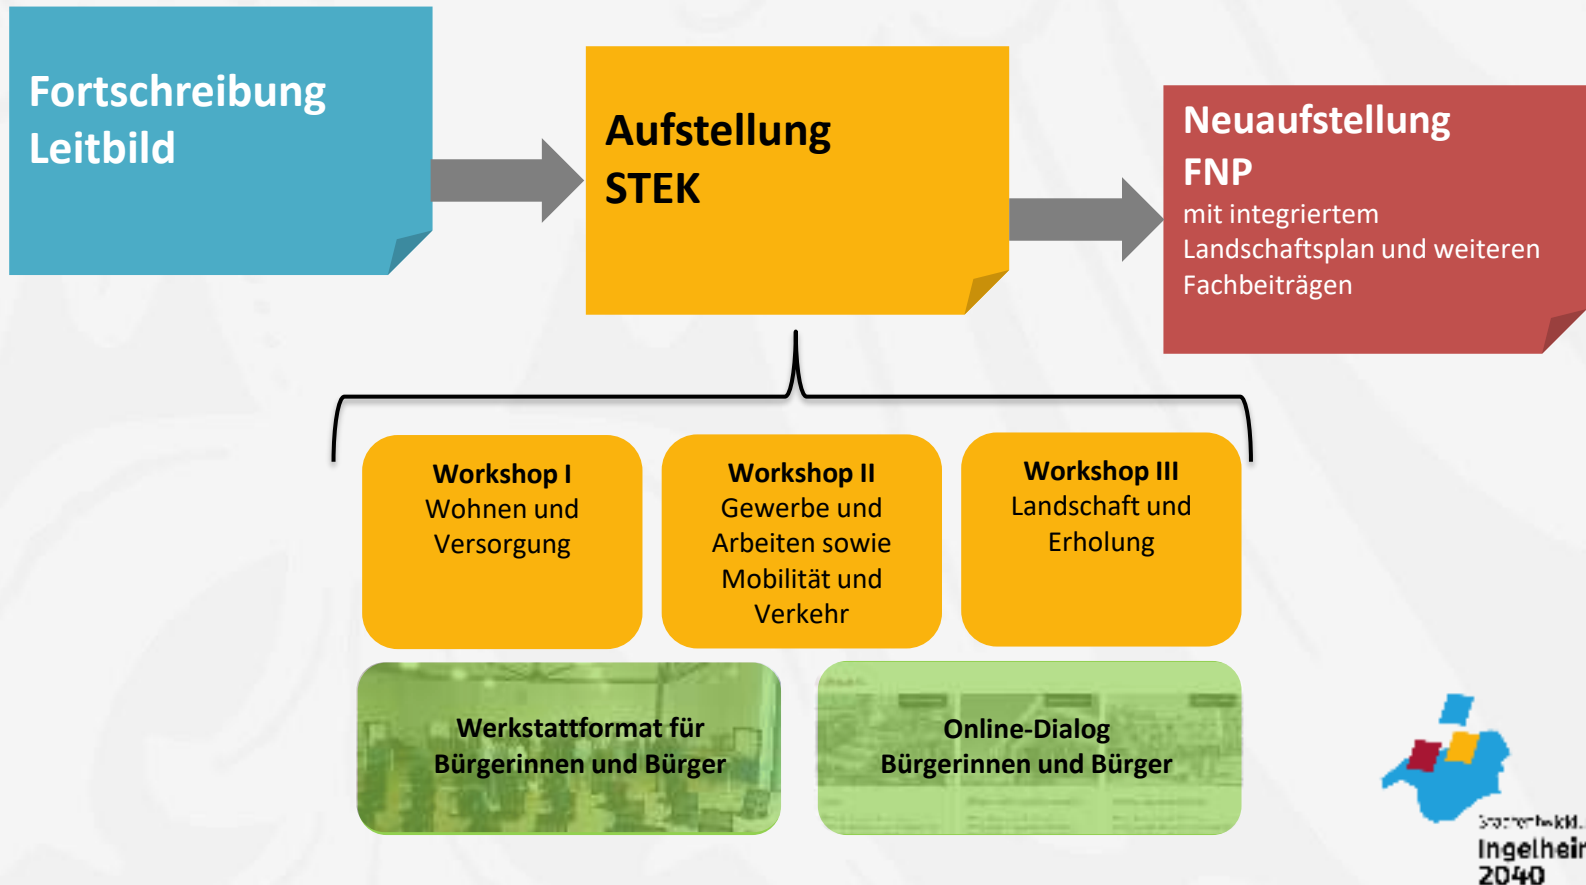 Fortschreibung
Leitbild
Aufstellung
STEK
Neuaufstellung
FNP
mit integriertem
Landschaftsplan und weiteren
Fachbeiträgen
Workshop I
Wohnen und
Versorgung
Workshop II
Gewerbe und
Arbeiten sowie
Mobilität und
Verkehr
Workshop III
Landschaft und
Erholung
Werkstattformat für
Bürgerinnen und Bürger
Online-Dialog
Bürgerinnen und Bürger
2040